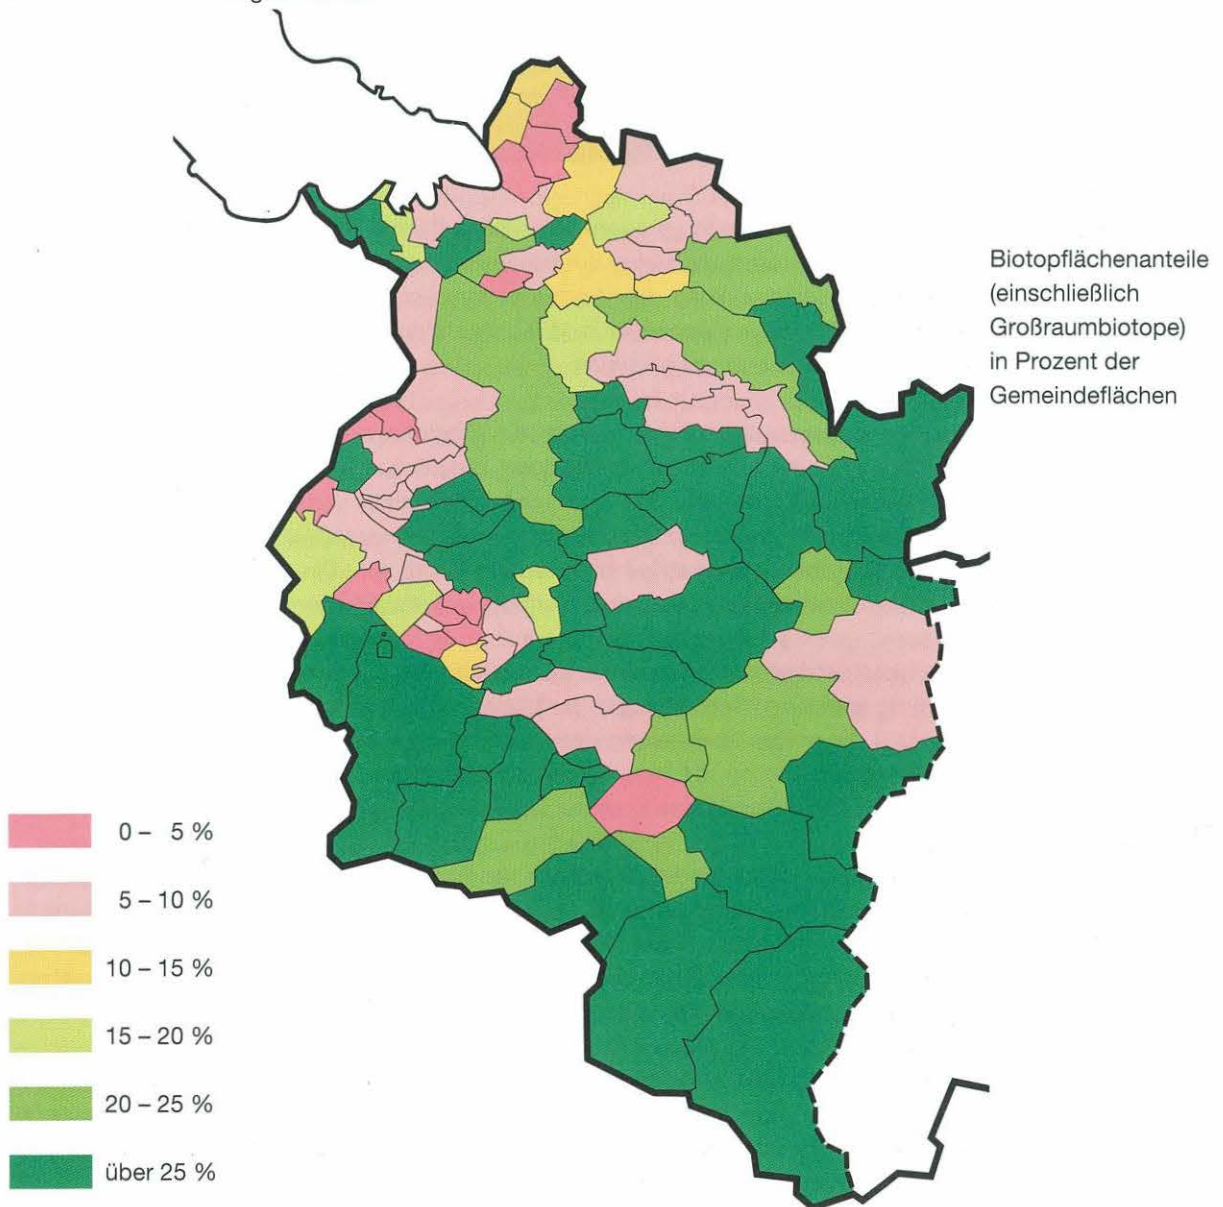 Biotopflächenanteile
(einschließlich
Großraumbiotope)
in Prozent der
Gemeindeflächen
0 – 5 %
5 – 10 %
10 – 15 %
15 – 20 %
20 – 25 %
über 25 %